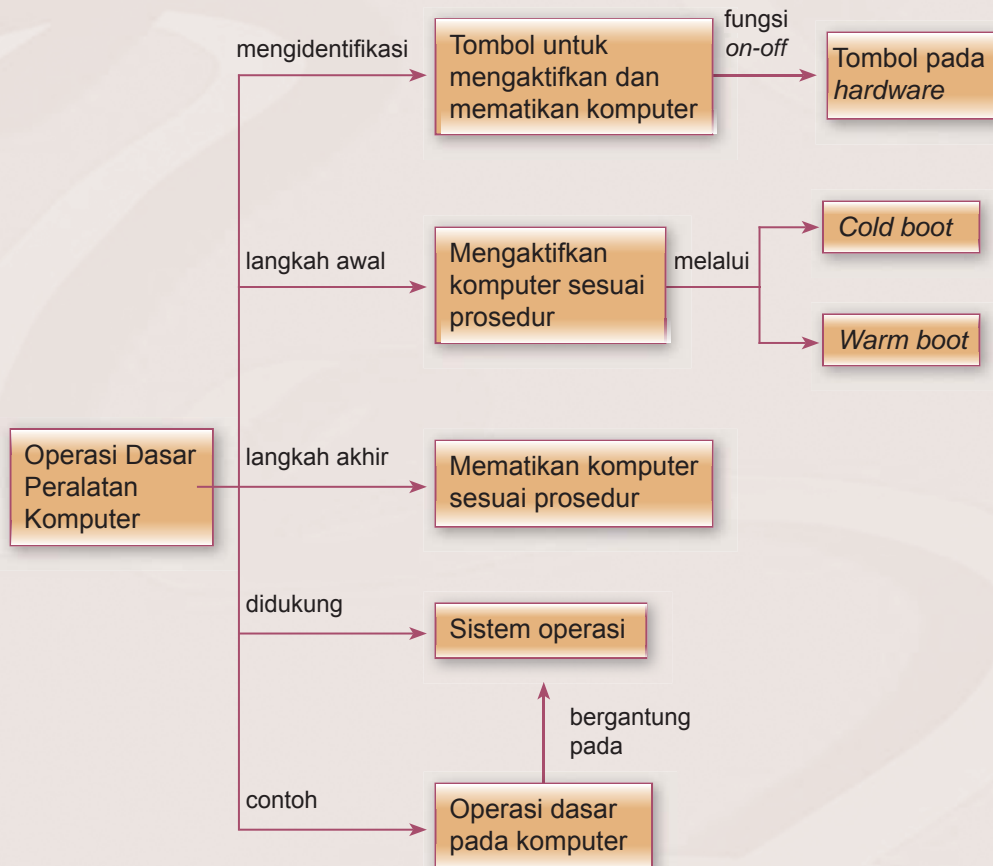 mengidentifikasi
Tombol untuk
mengaktifkan dan
mematikan komputer
fungsi
on-off
Tombol pada
hardware
langkah awal
Mengaktifkan
komputer sesuai
prosedur
melalui
Cold boot
Warm boot
Operasi Dasar
Peralatan
Komputer
langkah akhir
Mematikan komputer
sesuai prosedur
didukung
Sistem operasi
bergantung
pada
contoh
Operasi dasar
pada komputer